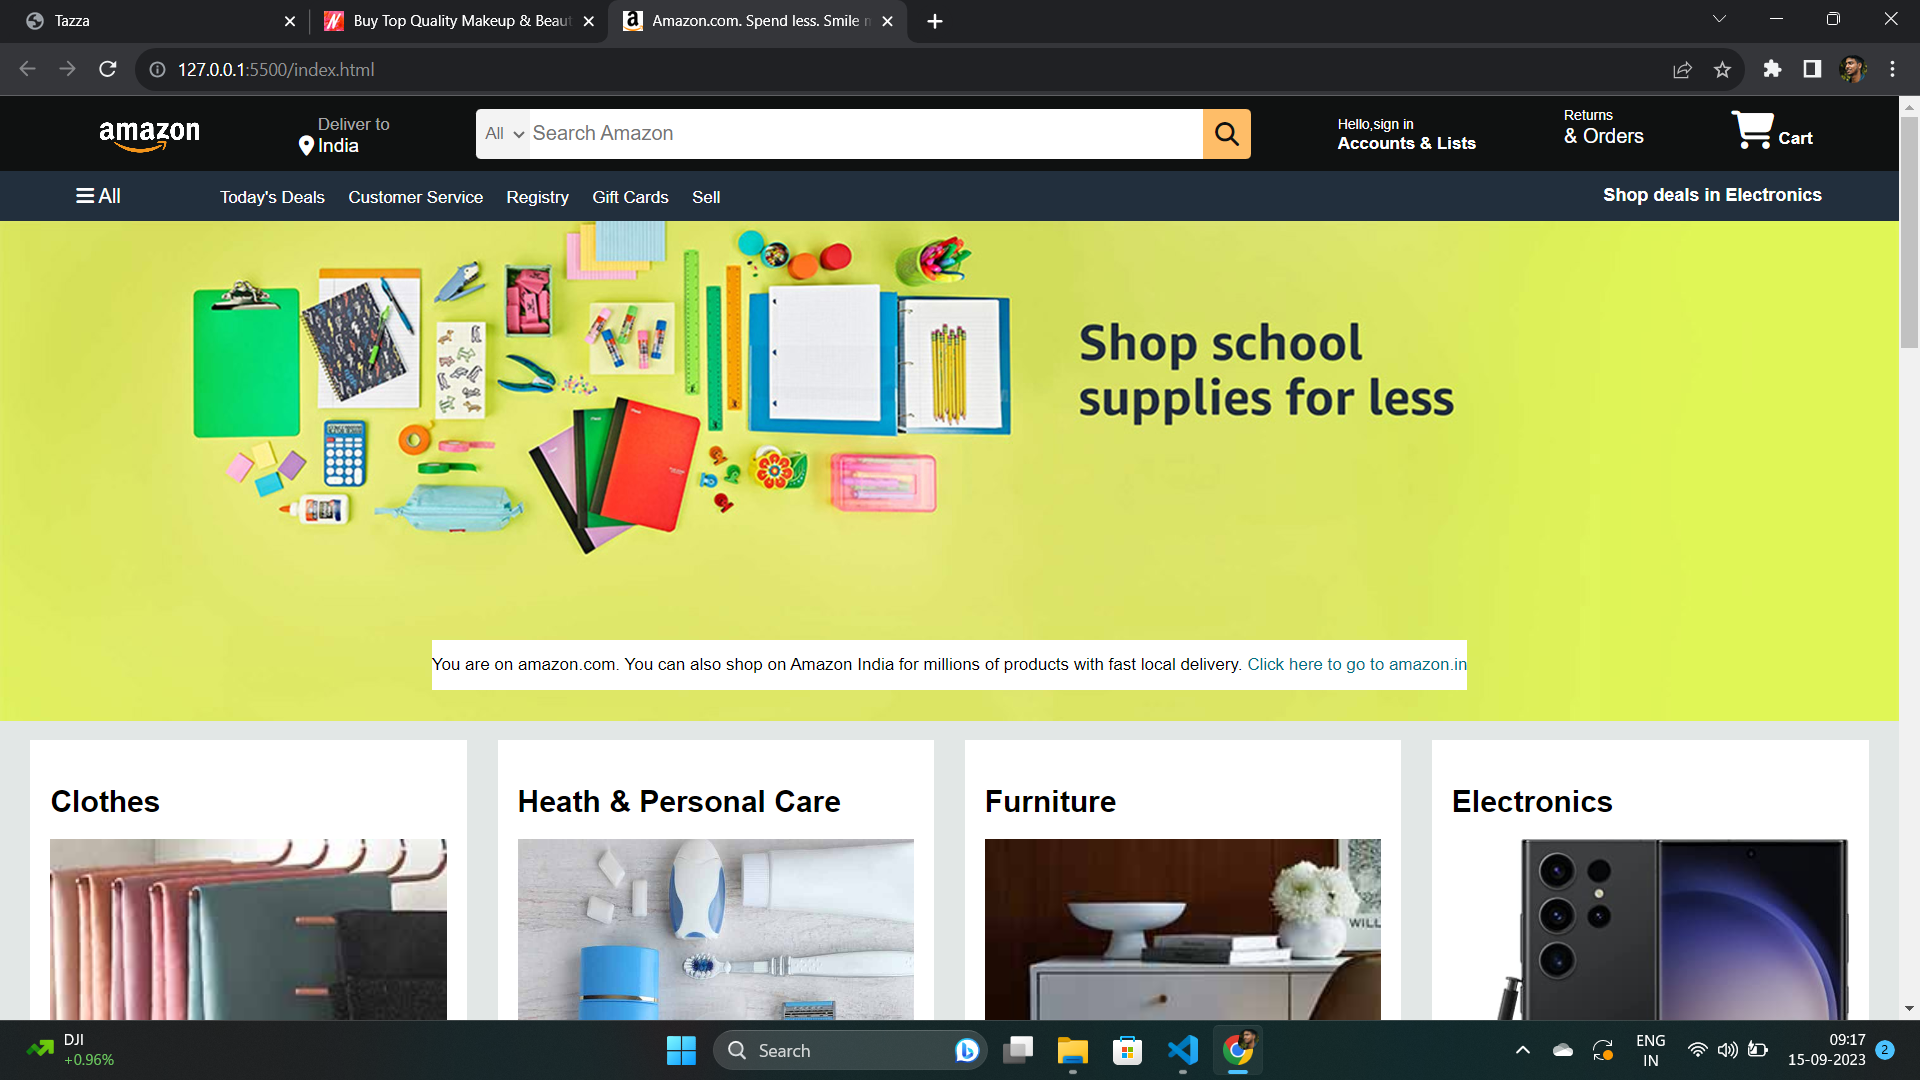 Tazza
Buy Top Quality Makeup & Beaut
Amazon.com. Spend less. Smile m
127.0.0.1:5500/index.html
amazon
Deliver to
India
All
Search Amazon
Hello,sign in
Accounts & Lists
Returns
& Orders
Cart
All
Today's Deals
Customer Service
Registry
Gift Cards
Sell
Shop deals in Electronics
Shop school
supplies for less
You are on amazon.com. You can also shop on Amazon India for millions of products with fast local delivery. Click here to go to amazon.in
Clothes
Heath & Personal Care
Furniture
Electronics
WILL
DJI
+0.96%
Search
ENG
IN
09:17
15-09-2023
2